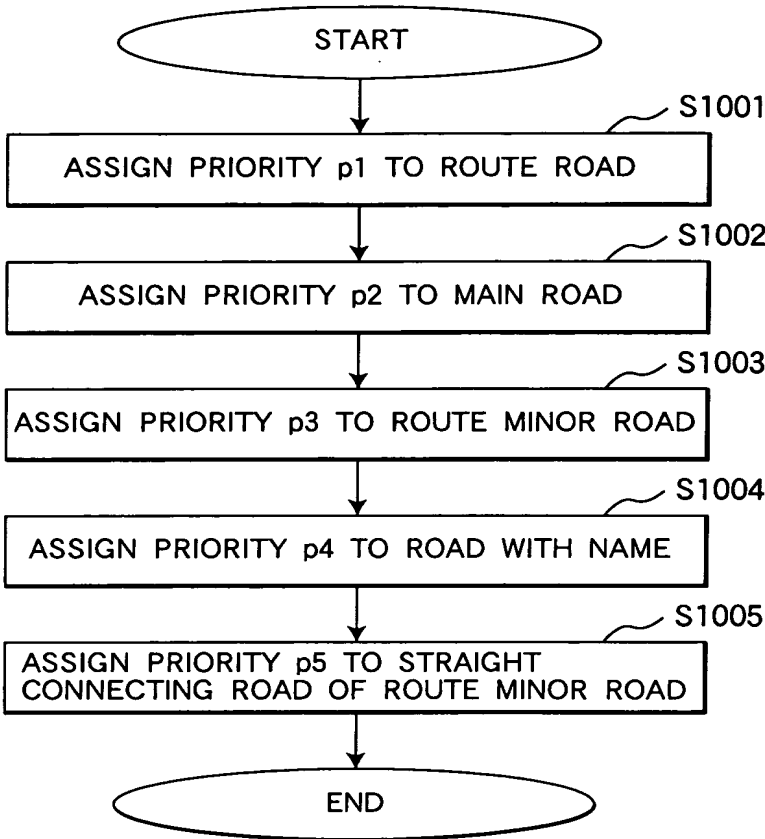 START
S1001
ASSIGN PRIORITY p1 TO ROUTE ROAD
S1002
ASSIGN PRIORITY p2 TO MAIN ROAD
S1003
ASSIGN PRIORITY p3 TO ROUTE MINOR ROAD
S1004
ASSIGN PRIORITY p4 TO ROAD WITH NAME
S1005
ASSIGN PRIORITY p5 TO STRAIGHT
CONNECTING ROAD OF ROUTE MINOR ROAD
END